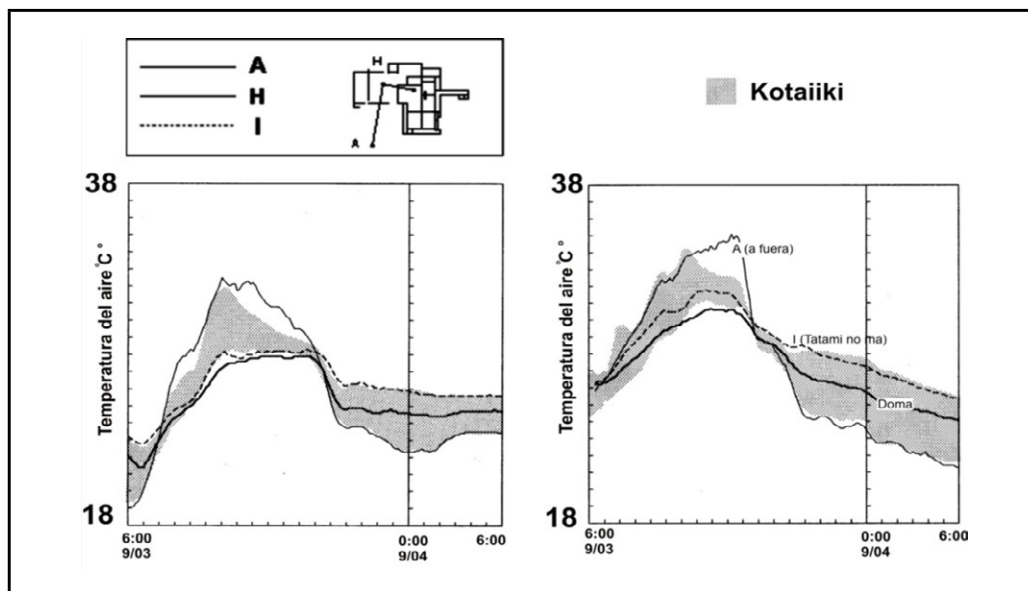 A
H
I
H
A
Kotaiiki
38
Temperatura del aire °C
18
6:00
9/03
0:00
9/04
6:00
38
Temperatura del aire °C
18
A (a fuera)
I (Tatami no ma)
Doma
6:00
9/03
0:00
9/04
6:00